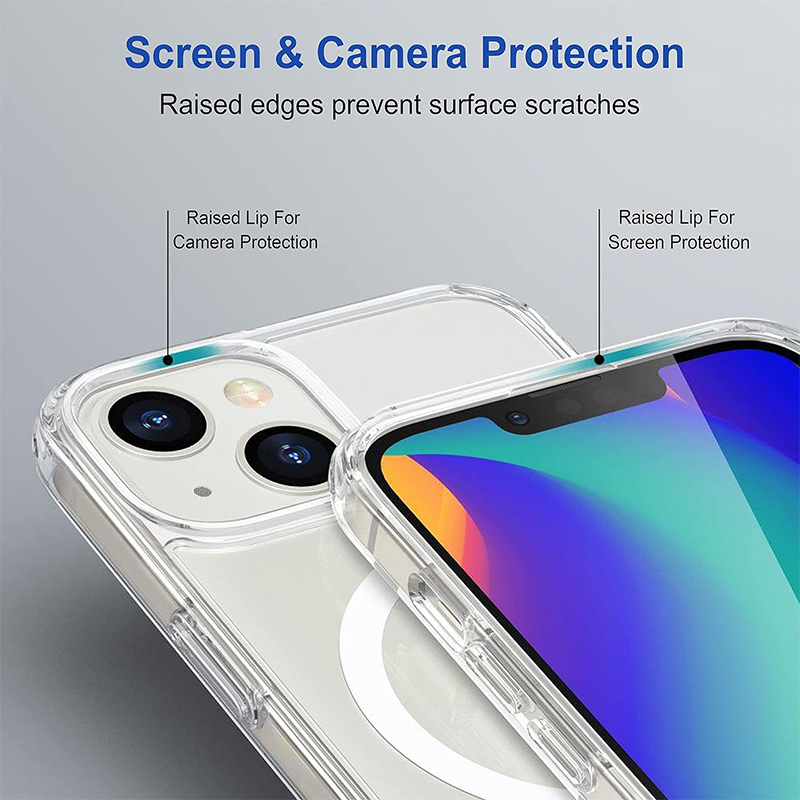 Screen & Camera Protection
Raised edges prevent surface scratches
Raised Lip For
Camera Protection
Raised Lip For
Screen Protection